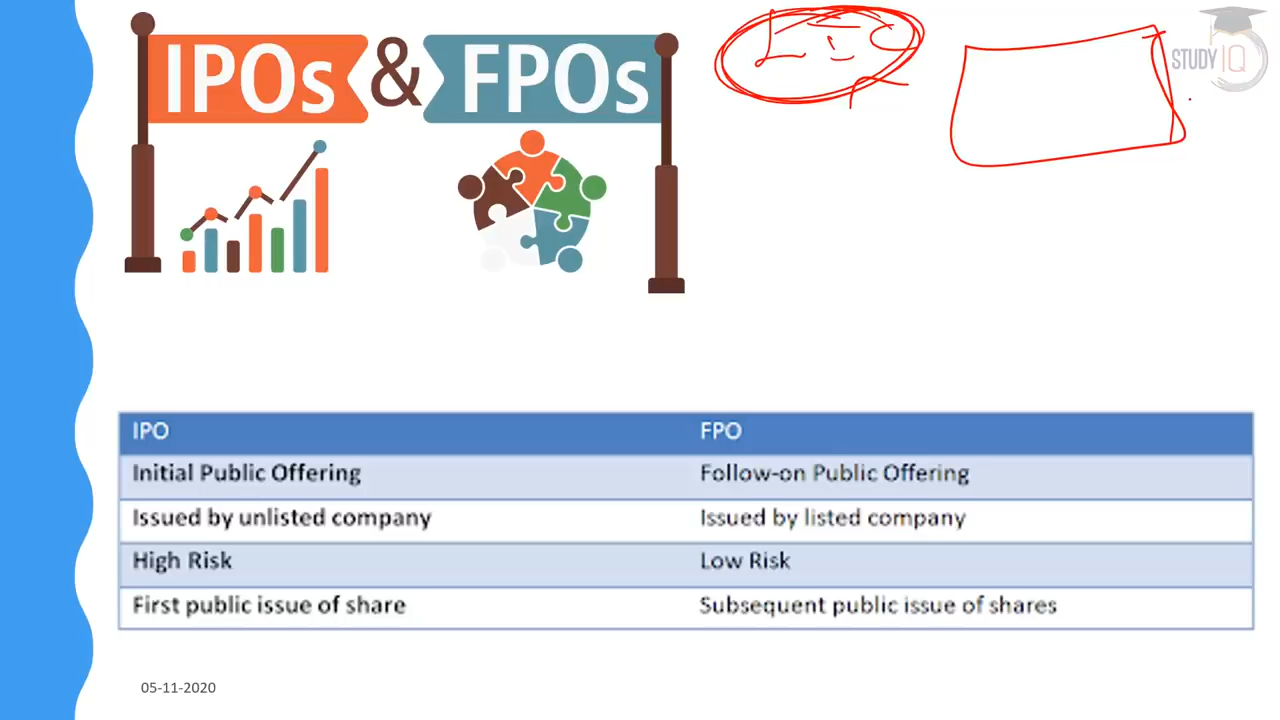 IPOs & FPOs
LIC
STUDY IQ
IPO FPO
Initial Public Offering Follow-on Public Offering
Issued by unlisted company Issued by listed company
High Risk Low Risk
First public issue of share Subsequent public issue of shares
05-11-2020